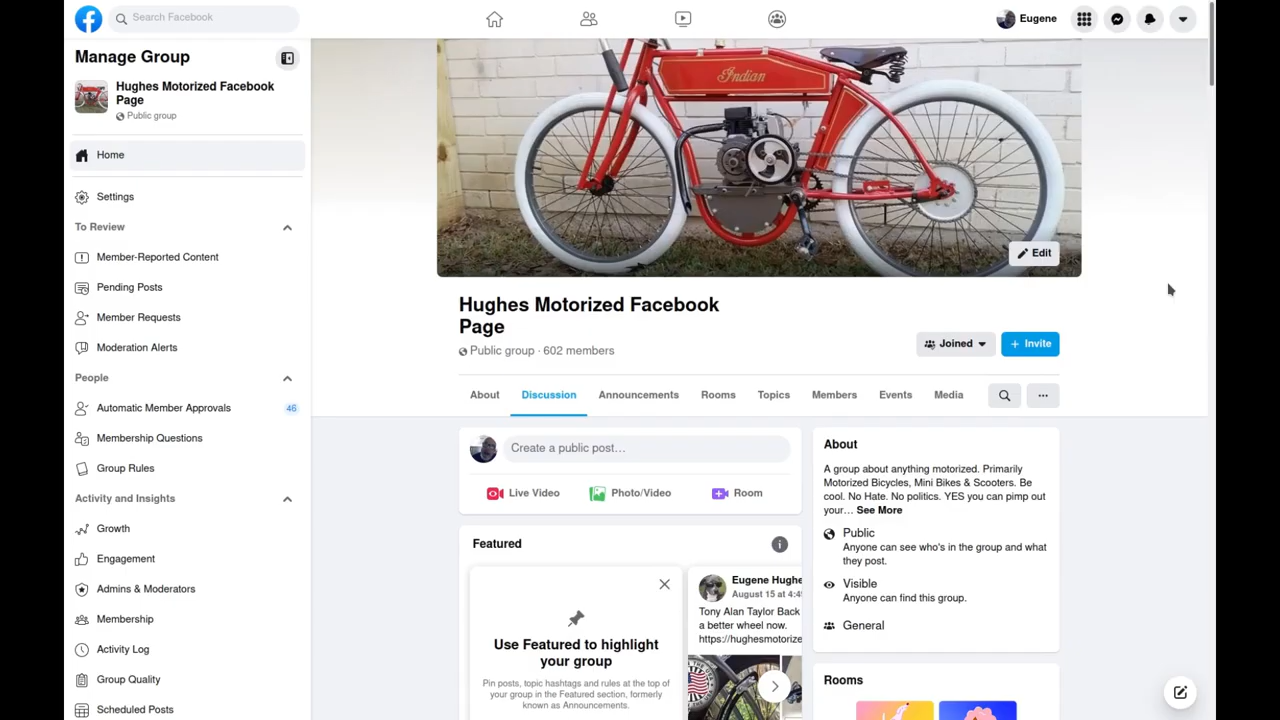 Search Facebook
Eugene
Manage Group
Hughes Motorized Facebook
Page
Public group
Home
Settings
To Review
Member-Reported Content
Pending Posts
Member Requests
Moderation Alerts
People
Automatic Member Approvals
46
Membership Questions
Group Rules
Activity and Insights
Growth
Engagement
Admins & Moderators
Membership
Activity Log
Group Quality
Scheduled Posts
Indian
Edit
Hughes Motorized Facebook
Page
Public group · 602 members
Joined
+ Invite
About
Discussion
Announcements
Rooms
Topics
Members
Events
Media
Create a public post…
Live Video
Photo/Video
Room
Featured
Use Featured to highlight
your group
Pin posts, topic hashtags and rules at the top of
your group in the Featured section, formerly
known as Announcements.
Eugene Hughe
August 15 at 4:4
Tony Alan Taylor Back
a better wheel now.
https://hughesmotorize
About
A group about anything motorized. Primarily
Motorized Bicycles, Mini Bikes & Scooters. Be
cool. No Hate. No politics. YES you can pimp out
your… See More
Public
Anyone can see who's in the group and what
they post.
Visible
Anyone can find this group.
General
Rooms